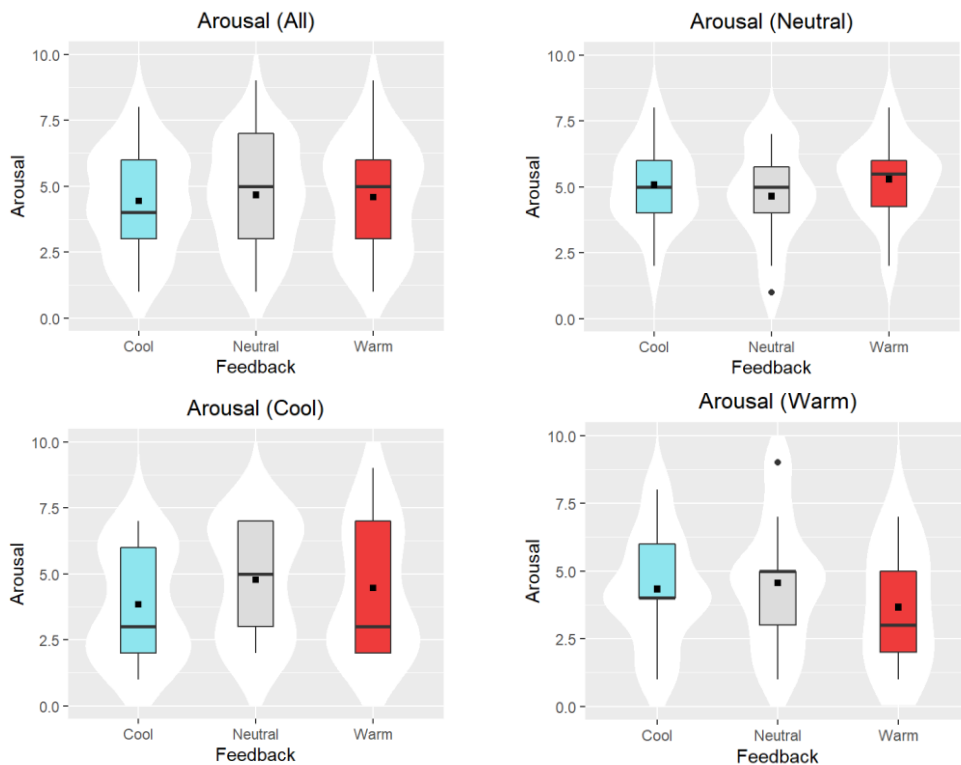 Arousal (All)
10.0
7.5
5.0
2.5
0.0
Arousal
Cool Neutral Warm
Feedback
Arousal (Neutral)
10.0
7.5
5.0
2.5
0.0
Arousal
Cool Neutral Warm
Feedback
Arousal (Cool)
10.0
7.5
5.0
2.5
0.0
Arousal
Cool Neutral Warm
Feedback
Arousal (Warm)
10.0
7.5
5.0
2.5
0.0
Arousal
Cool Neutral Warm
Feedback